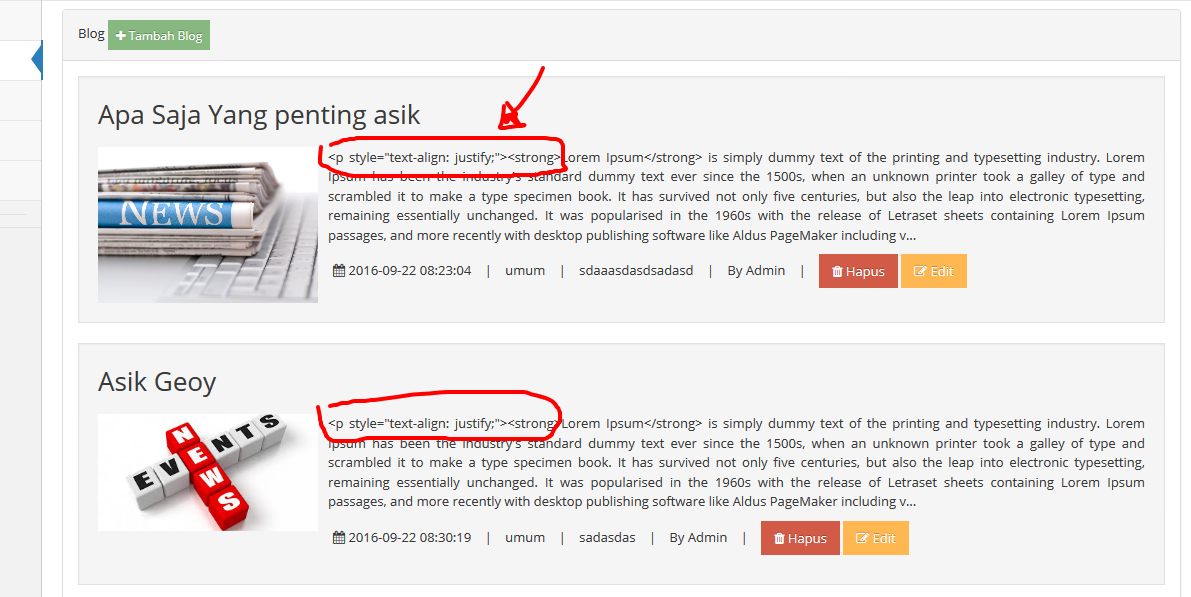 Blog Tambah Blog
Apa Saja Yang penting asik
NEWS
<p style="text-align: justify;"><strong>Lorem Ipsum</strong> is simply dummy text of the printing and typesetting industry. Lorem
Ipsum has been the industry's standard dummy text ever since the 1500s, when an unknown printer took a galley of type and
scrambled it to make a type specimen book. It has survived not only five centuries, but also the leap into electronic typesetting,
remaining essentially unchanged. It was popularised in the 1960s with the release of Letraset sheets containing Lorem Ipsum
passages, and more recently with desktop publishing software like Aldus PageMaker including v...
2016-09-22 08:23:04 | umum | sdaaasdasdsadasd | By Admin | Hapus Edit
Asik Geoy
EVENTS
NEWS
<p style="text-align: justify;"><strong>Lorem Ipsum</strong> is simply dummy text of the printing and typesetting industry. Lorem
Ipsum has been the industry's standard dummy text ever since the 1500s, when an unknown printer took a galley of type and
scrambled it to make a type specimen book. It has survived not only five centuries, but also the leap into electronic typesetting,
remaining essentially unchanged. It was popularised in the 1960s with the release of Letraset sheets containing Lorem Ipsum
passages, and more recently with desktop publishing software like Aldus PageMaker including v...
2016-09-22 08:30:19 | umum | sadasdas | By Admin | Hapus Edit